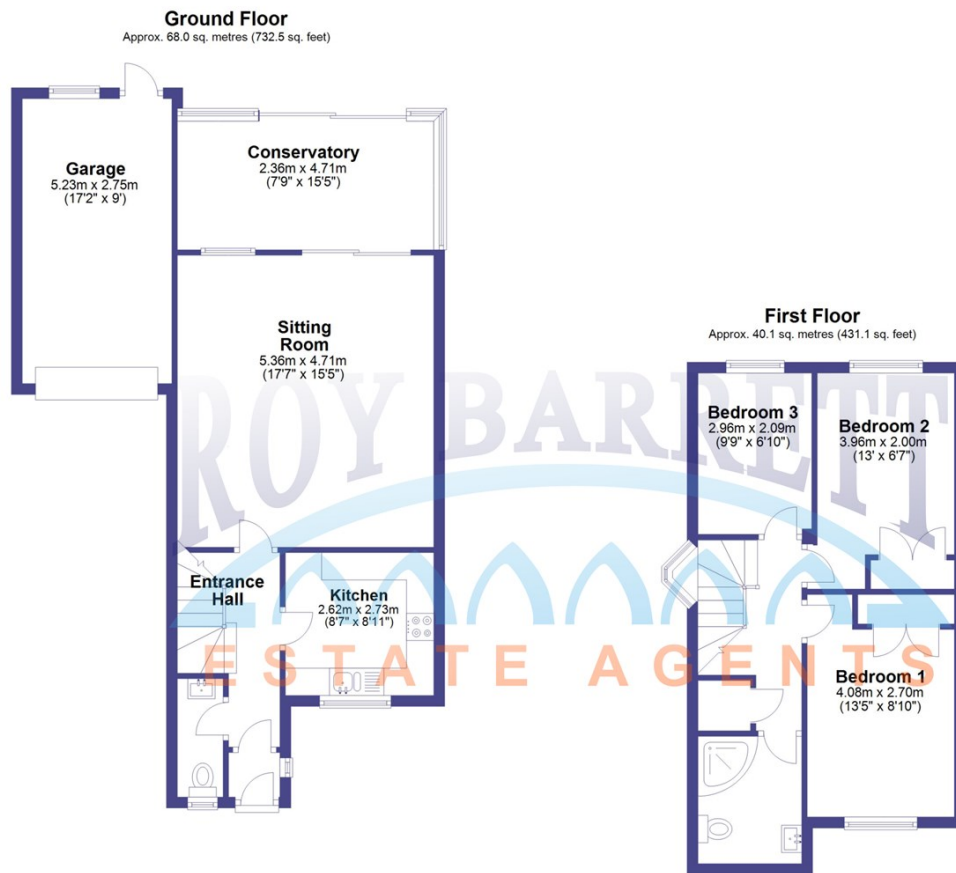 Ground Floor
Approx. 68.0 sq. metres (732.5 sq. feet)
Garage
5.23m x 2.75m
(17'2" x 9')
Conservatory
2.36m x 4.71m
(7'9" x 15'5")
Sitting
Room
5.36m x 4.71m
(17'7" x 15'5")
Entrance
Hall
Kitchen
2.62m x 2.73m
(8'7" x 8'11")
First Floor
Approx. 40.1 sq. metres (431.1 sq. feet)
Bedroom 3
2.96m x 2.09m
(9'9" x 6'10")
Bedroom 2
3.96m x 2.00m
(13' x 6'7")
Bedroom 1
4.08m x 2.70m
(13'5" x 8'10")
ROY BARRETT
ESTATE AGENTS